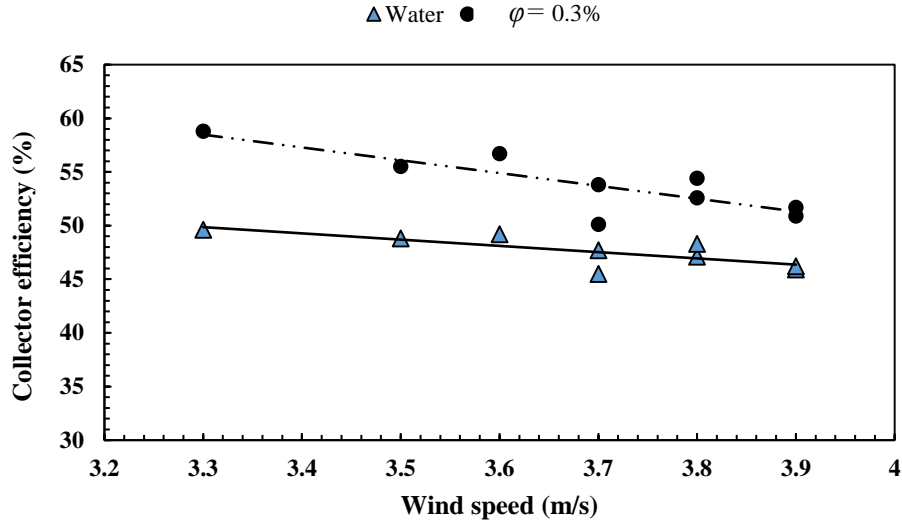 Water φ = 0.3%
65
60
55
50
45
40
35
30
3.2 3.3 3.4 3.5 3.6 3.7 3.8 3.9 4
Collector efficiency (%)
Wind speed (m/s)